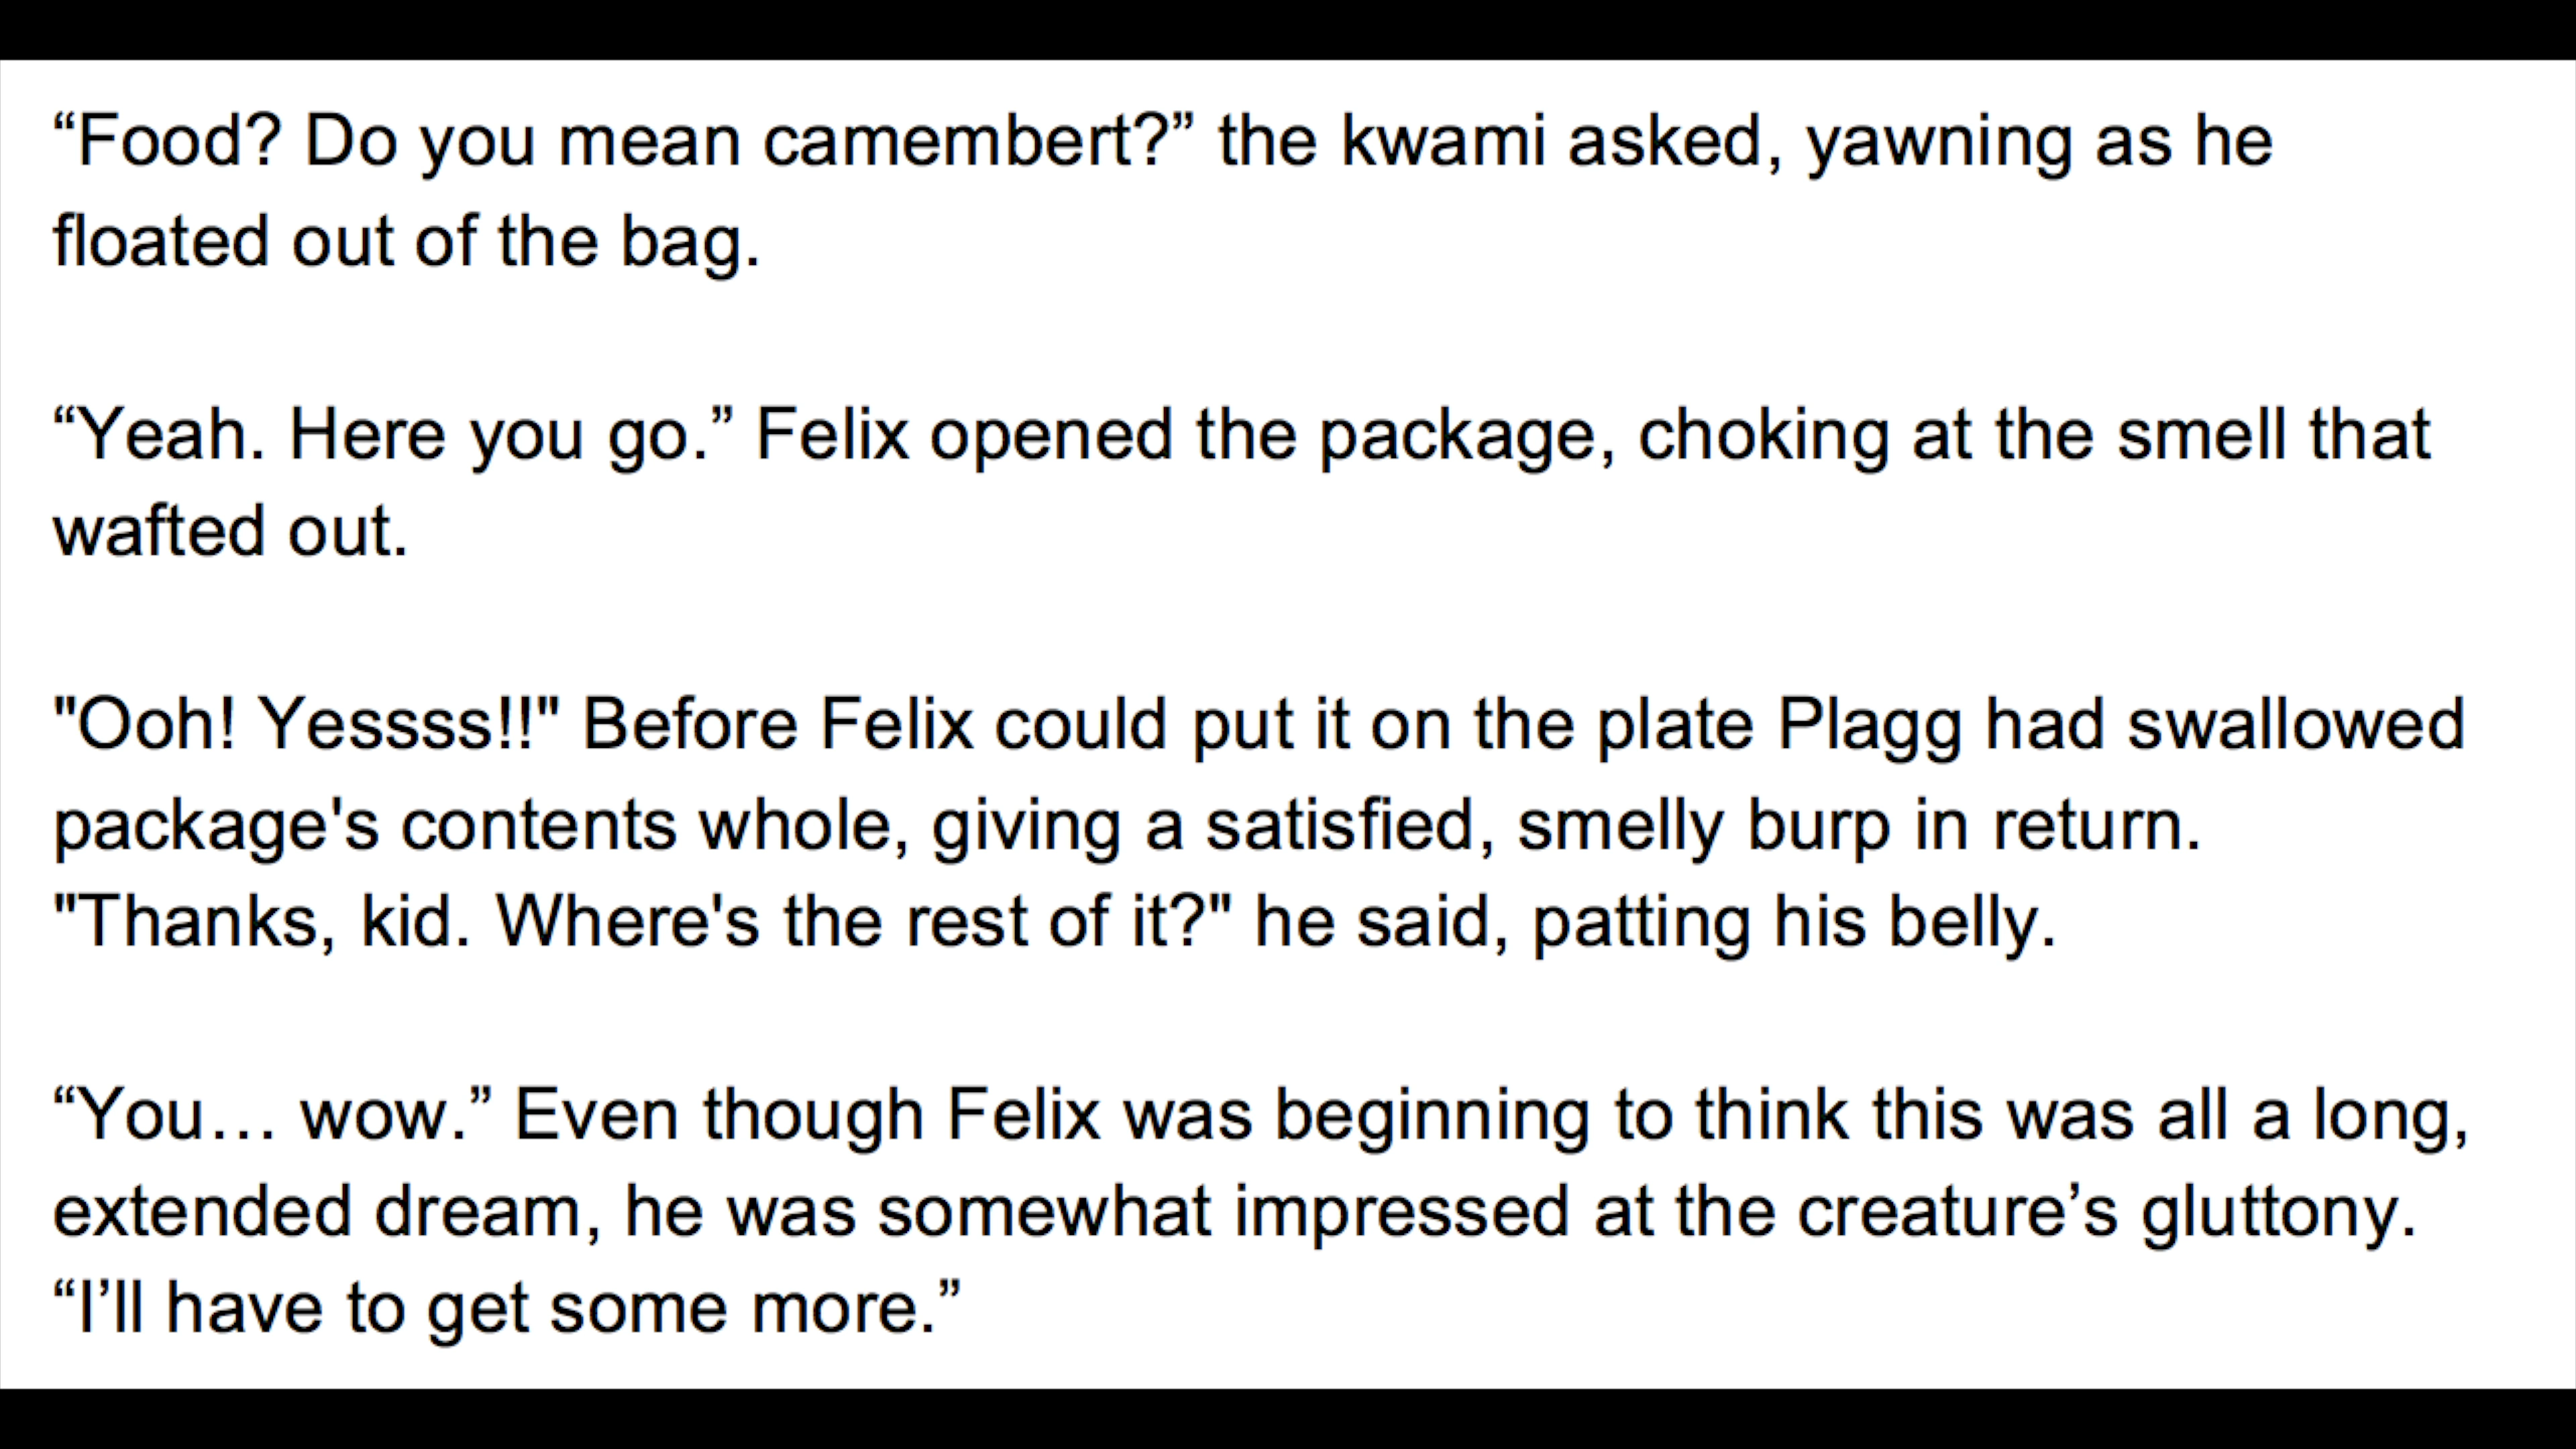 “Food? Do you mean camembert?” the kwami asked, yawning as he
floated out of the bag.
“Yeah. Here you go.” Felix opened the package, choking at the smell that
wafted out.
"Ooh! Yessss!!" Before Felix could put it on the plate Plagg had swallowed
package's contents whole, giving a satisfied, smelly burp in return.
"Thanks, kid. Where's the rest of it?" he said, patting his belly.
“You… wow.” Even though Felix was beginning to think this was all a long,
extended dream, he was somewhat impressed at the creature’s gluttony.
“I’ll have to get some more.”